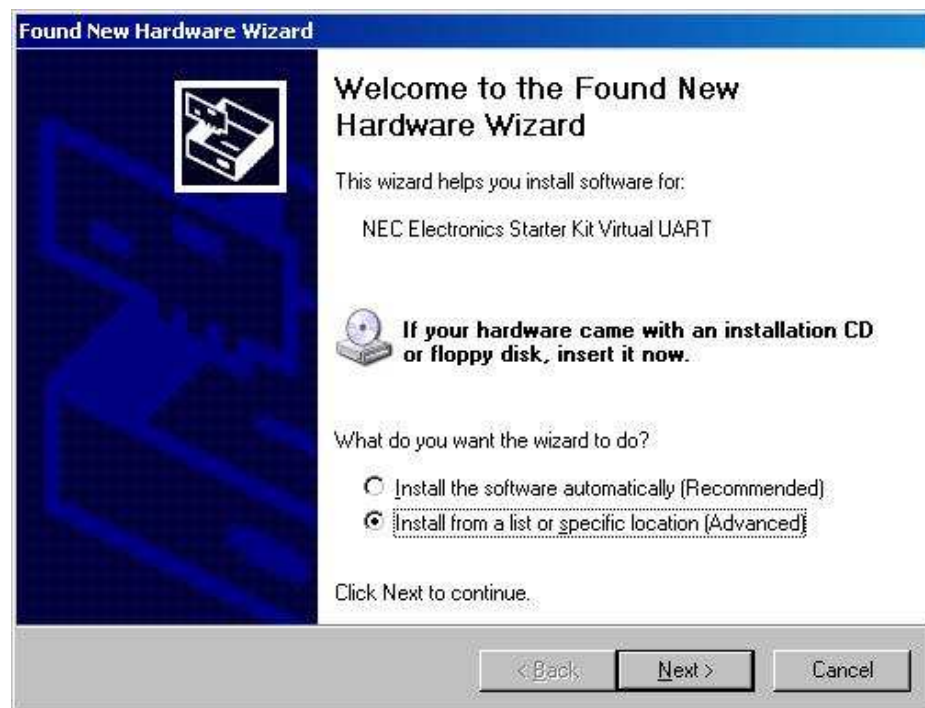 Found New Hardware Wizard
Welcome to the Found New
Hardware Wizard
This wizard helps you install software for:
NEC Electronics Starter Kit Virtual UART
If your hardware came with an installation CD
or floppy disk, insert it now.
What do you want the wizard to do?
Install the software automatically (Recommended)
Install from a list or specific location (Advanced)
Click Next to continue.
< Back Next > Cancel